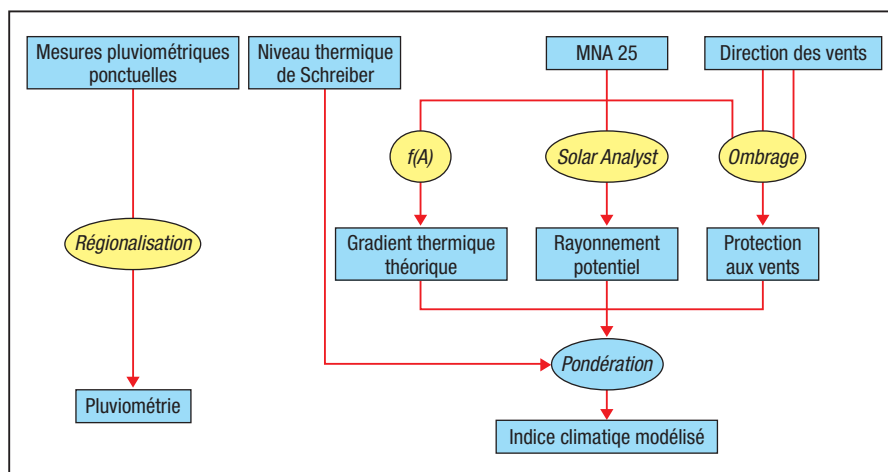 Mesures pluviométriques
ponctuelles
Niveau thermique
de Schreiber
MNA 25
Direction des vents
f(A)
Solar Analyst
Ombrage
Régionalisation
Gradient thermique
théorique
Rayonnement
potentiel
Protection
aux vents
Pondération
Pluviométrie
Indice climatiqe modélisé